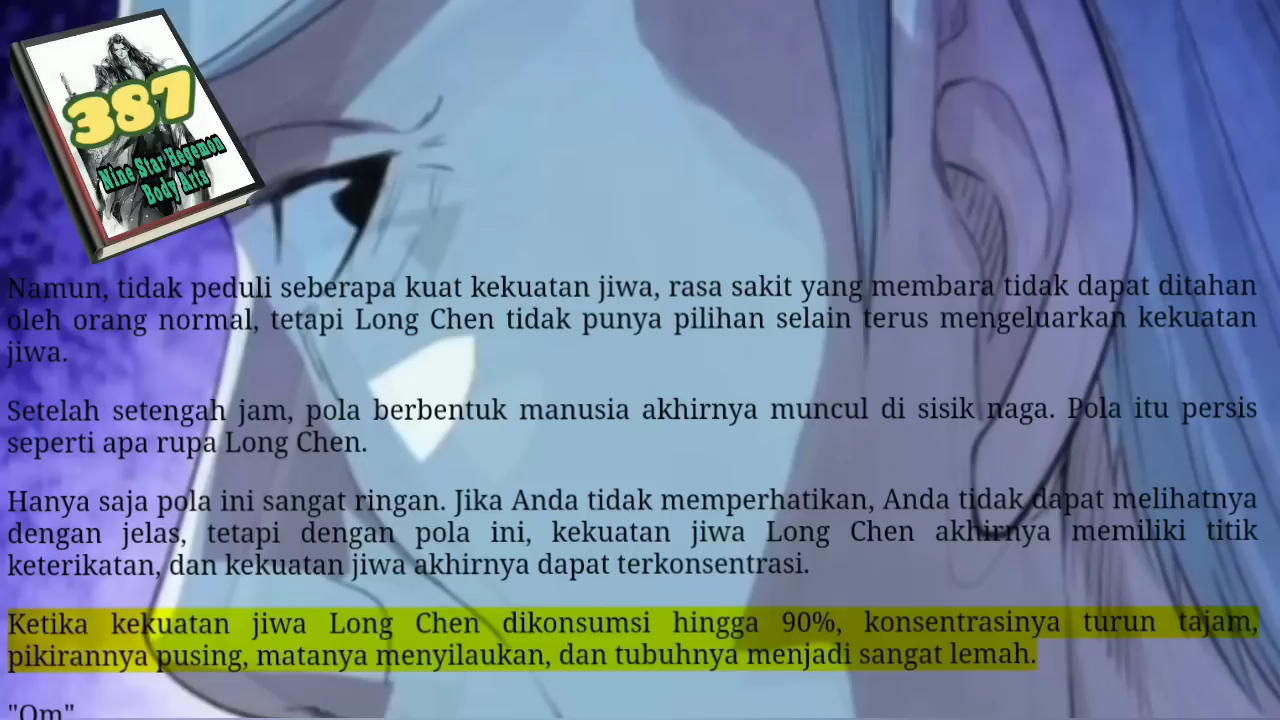 387
Nine Star Hegemon
Body Arts
Namun, tidak peduli seberapa kuat kekuatan jiwa, rasa sakit yang membara tidak dapat ditahan
oleh orang normal, tetapi Long Chen tidak punya pilihan selain terus mengeluarkan kekuatan
jiwa.
Setelah setengah jam, pola berbentuk manusia akhirnya muncul di sisik naga. Pola itu persis
seperti apa rupa Long Chen.
Hanya saja pola ini sangat ringan. Jika Anda tidak memperhatikan, Anda tidak dapat melihatnya
dengan jelas, tetapi dengan pola ini, kekuatan jiwa Long Chen akhirnya memiliki titik
keterikatan, dan kekuatan jiwa akhirnya dapat terkonsentrasi.
Ketika kekuatan jiwa Long Chen dikonsumsi hingga 90%, konsentrasinya turun tajam,
pikirannya pusing, matanya menyilaukan, dan tubuhnya menjadi sangat lemah.
"Om"